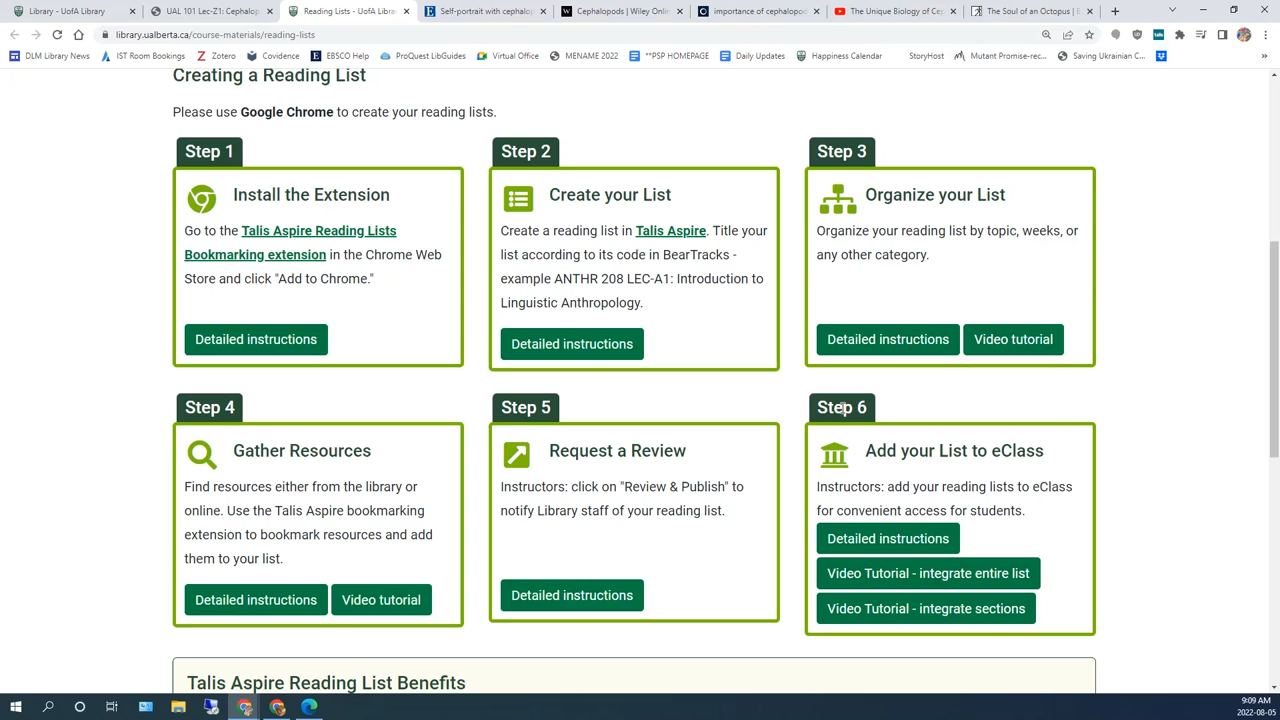 Library - UofA Library
UAL 101 Lec-Z1: Cephalop
Reading Lists - UofA Library
Self-portrait with cephalop
Cephalopods | Wiley Onlin
importance of cephalopod
The Unique Biology of Cep
The Soul of an Octopus | B
library.ualberta.ca/course-materials/reading-lists
DLM Library News
IST Room Bookings
Zotero
Covidence
EBSCO Help
ProQuest LibGuides
Virtual Office
MENAME 2022
**PSP HOMEPAGE
Daily Updates
Happiness Calendar
StoryHost
Mutant Promise-rec...
Saving Ukrainian C...
Creating a Reading List
Please use Google Chrome to create your reading lists.
Step 1
Install the Extension
Go to the Talis Aspire Reading Lists
Bookmarking extension in the Chrome Web
Store and click "Add to Chrome."
Detailed instructions
Step 2
Create your List
Create a reading list in Talis Aspire. Title your
list according to its code in BearTracks -
example ANTHR 208 LEC-A1: Introduction to
Linguistic Anthropology.
Detailed instructions
Step 3
Organize your List
Organize your reading list by topic, weeks, or
any other category.
Detailed instructions
Video tutorial
Step 4
Gather Resources
Find resources either from the library or
online. Use the Talis Aspire bookmarking
extension to bookmark resources and add
them to your list.
Detailed instructions
Video tutorial
Step 5
Request a Review
Instructors: click on "Review & Publish" to
notify Library staff of your reading list.
Detailed instructions
Step 6
Add your List to eClass
Instructors: add your reading lists to eClass
for convenient access for students.
Detailed instructions
Video Tutorial - integrate entire list
Video Tutorial - integrate sections
Talis Aspire Reading List Benefits
9:09 AM
2022-08-05